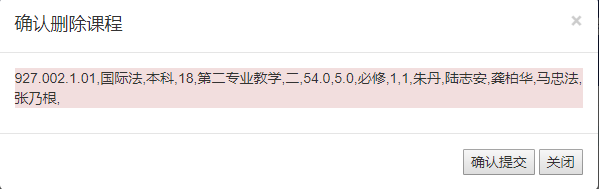 确认删除课程
×
927.002.1.01,国际法,本科,18,第二专业教学,二,54.0,5.0,必修,1,1,朱丹,陆志安,龚柏华,马忠法,
张乃根,
确认提交 关闭